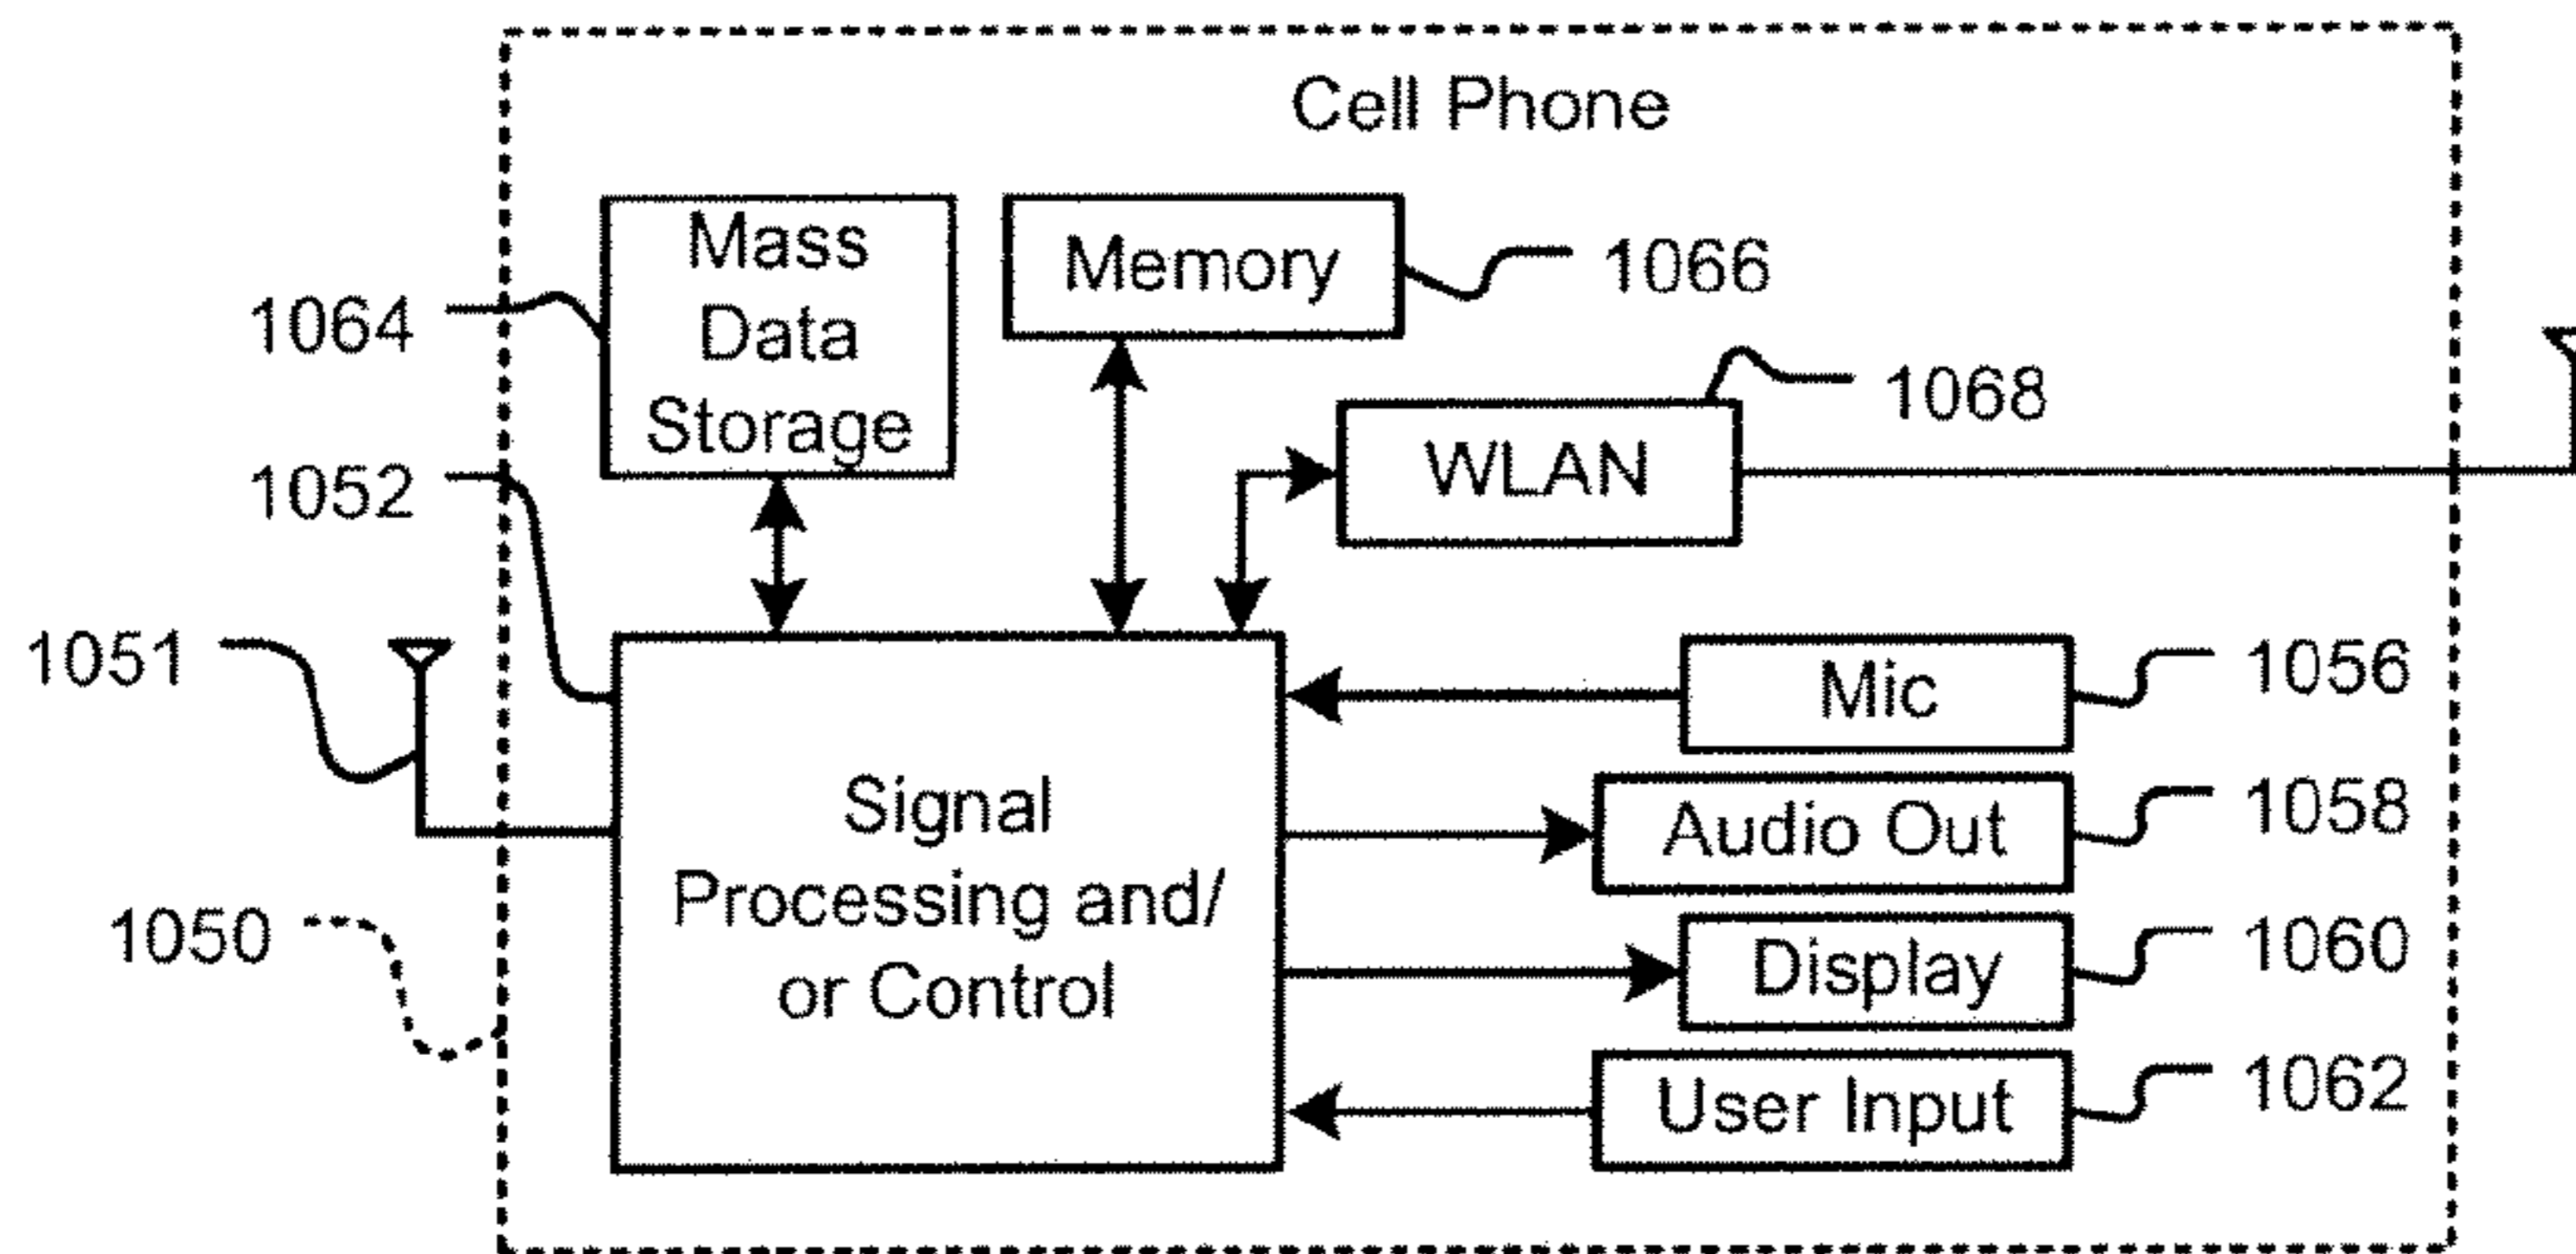 Cell Phone
Mass
Data
Storage
Memory
1066
1064
WLAN
1068
1052
1051
Mic
1056
Signal
Processing and/
or Control
Audio Out
1058
1050
Display
1060
User Input
1062